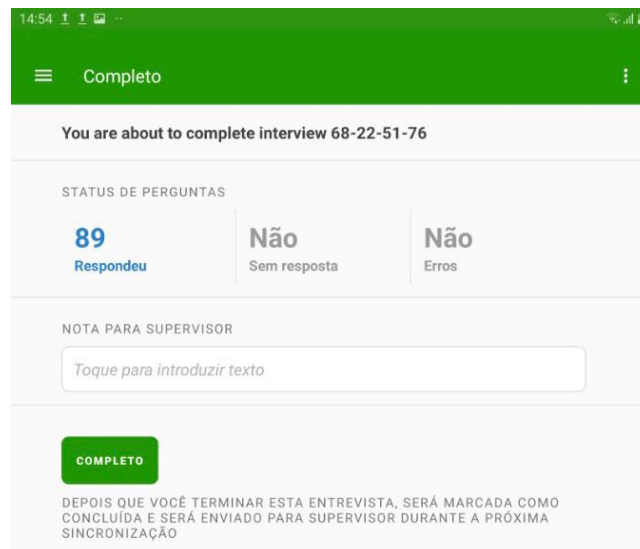 14:54
Completo
You are about to complete interview 68-22-51-76
STATUS DE PERGUNTAS
89 Não Não
Respondeu Sem resposta Erros
NOTA PARA SUPERVISOR
Toque para introduzir texto
COMPLETO
DEPOIS QUE VOCÊ TERMINAR ESTA ENTREVISTA, SERÁ MARCADA COMO
CONCLUÍDA E SERÁ ENVIADO PARA SUPERVISOR DURANTE A PRÓXIMA
SINCRONIZAÇÃO